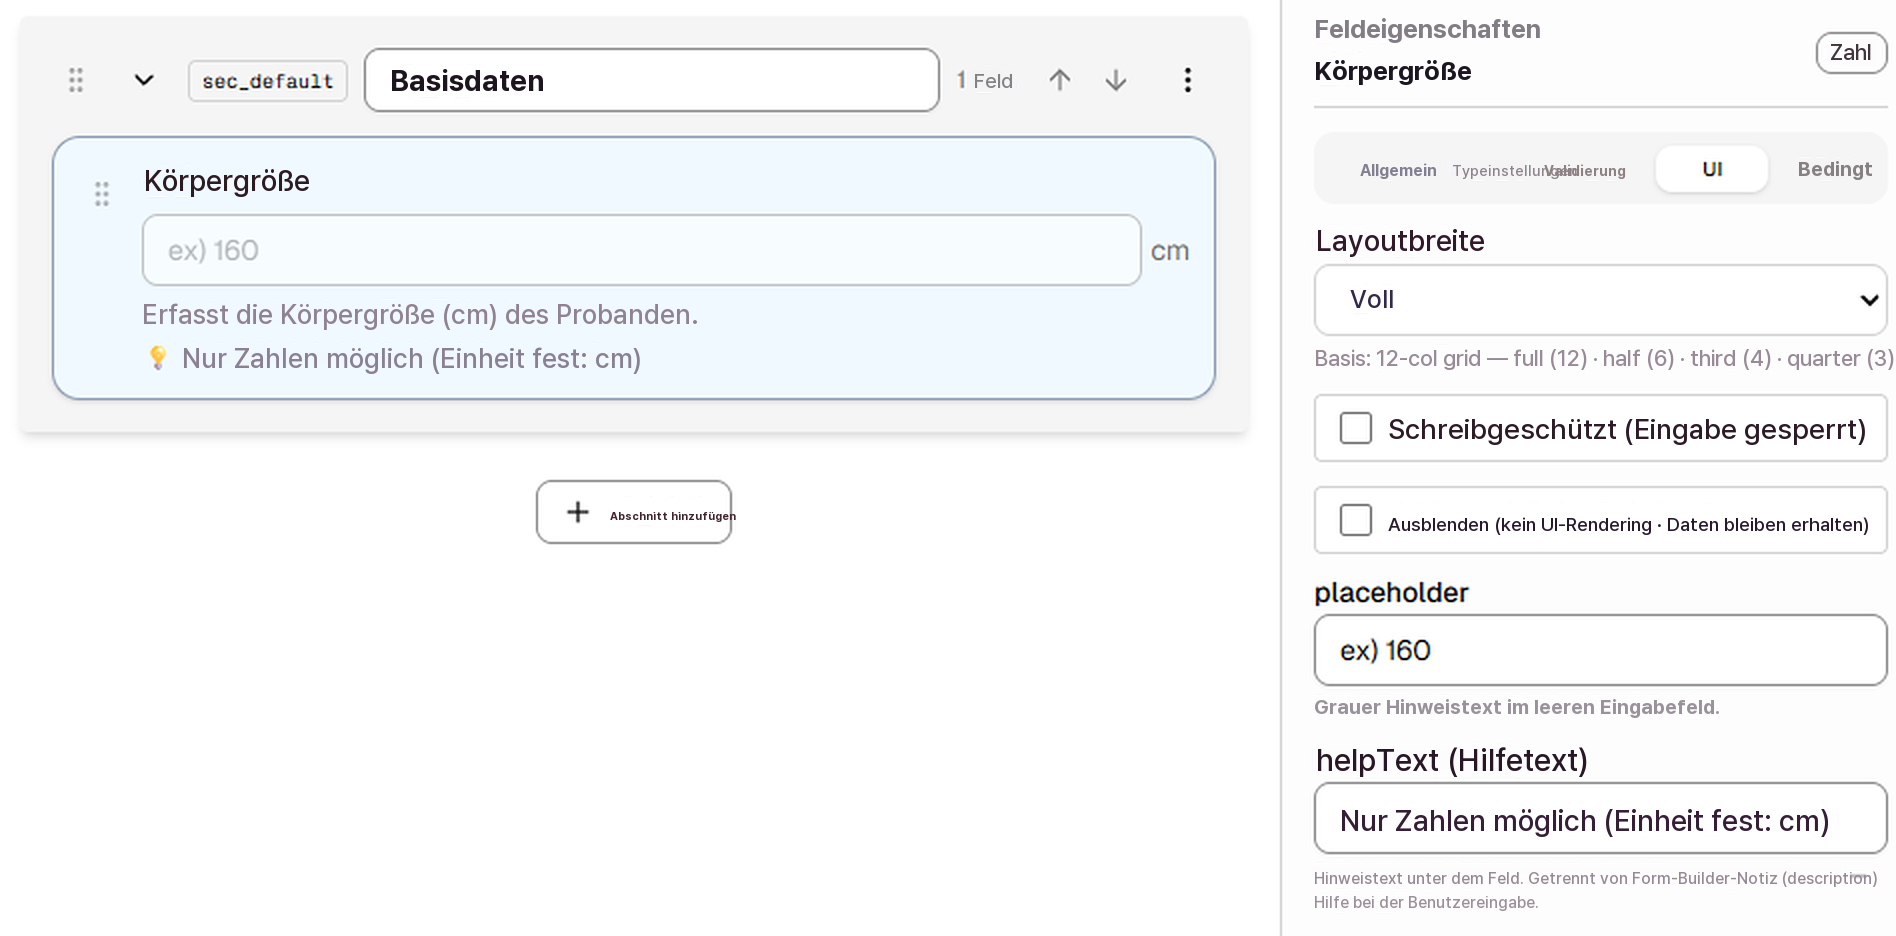 sec_default
Basisdaten
1 Feld
Körpergröße
ex) 160
cm
Erfasst die Körpergröße (cm) des Probanden.
Nur Zahlen möglich (Einheit fest: cm)
Abschnitt hinzufügen
Feldeigenschaften
Körpergröße
Zahl
Allgemein Typeinstellungen Validierung UI Bedingt
Layoutbreite
Voll
Basis: 12-col grid — full (12) · half (6) · third (4) · quarter (3)
Schreibgeschützt (Eingabe gesperrt)
Ausblenden (kein UI-Rendering · Daten bleiben erhalten)
placeholder
ex) 160
Grauer Hinweistext im leeren Eingabefeld.
helpText (Hilfetext)
Nur Zahlen möglich (Einheit fest: cm)
Hinweistext unter dem Feld. Getrennt von Form-Builder-Notiz (description)
Hilfe bei der Benutzereingabe.